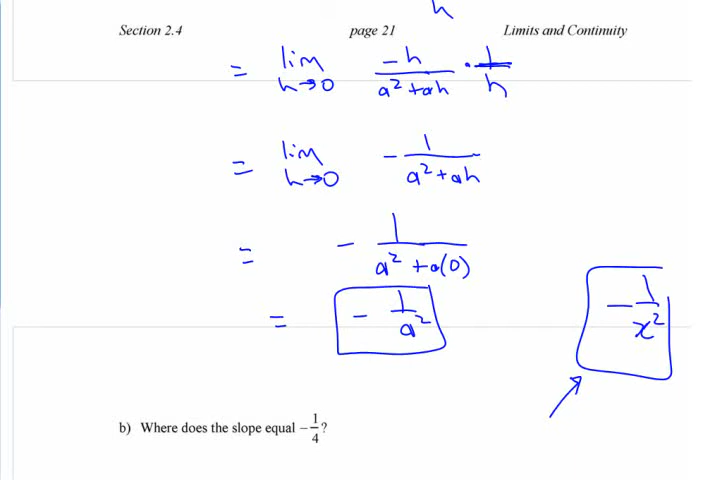 h
Section 2.4 page 21 Limits and Continuity
= lim h→0 -h/(a² + ah) · 1/h
= lim h→0 - 1/(a² + ah)
= - 1/(a² + a(0))
= - 1/a²
- 1/x²
b) Where does the slope equal -1/4?